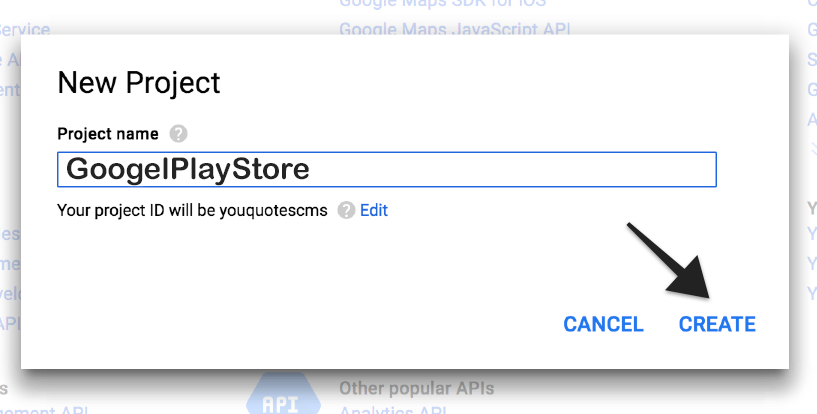 Google Maps SDK for iOS
Service
Google Maps JavaScript API
New Project
Project name ?
GoogelPlayStore
Your project ID will be youquotescms ? Edit
CANCEL CREATE
API
Other popular APIs
Analytics API